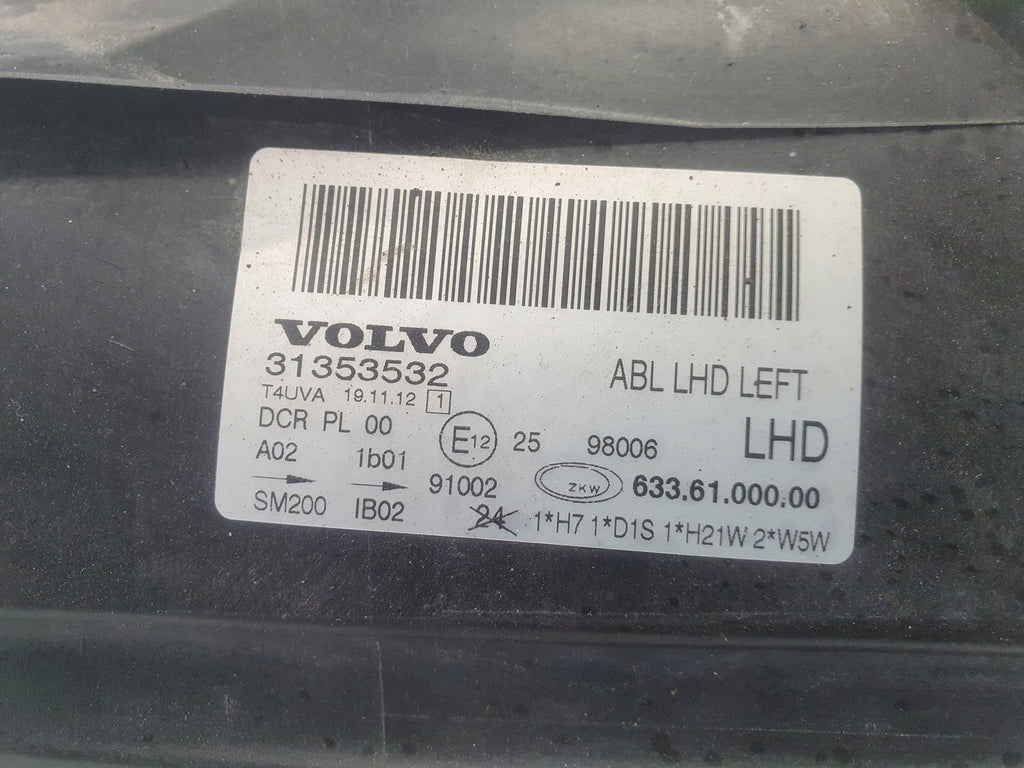 VOLVO
31353532
ABL LHD LEFT
T4UVA 19.11.12 1
DCR PL 00 E12 25 98006 LHD
A02 1b01 91002 ZKW 633.61.000.00
SM200 IB02 24 1*H7 1*D1S 1*H21W 2*W5W